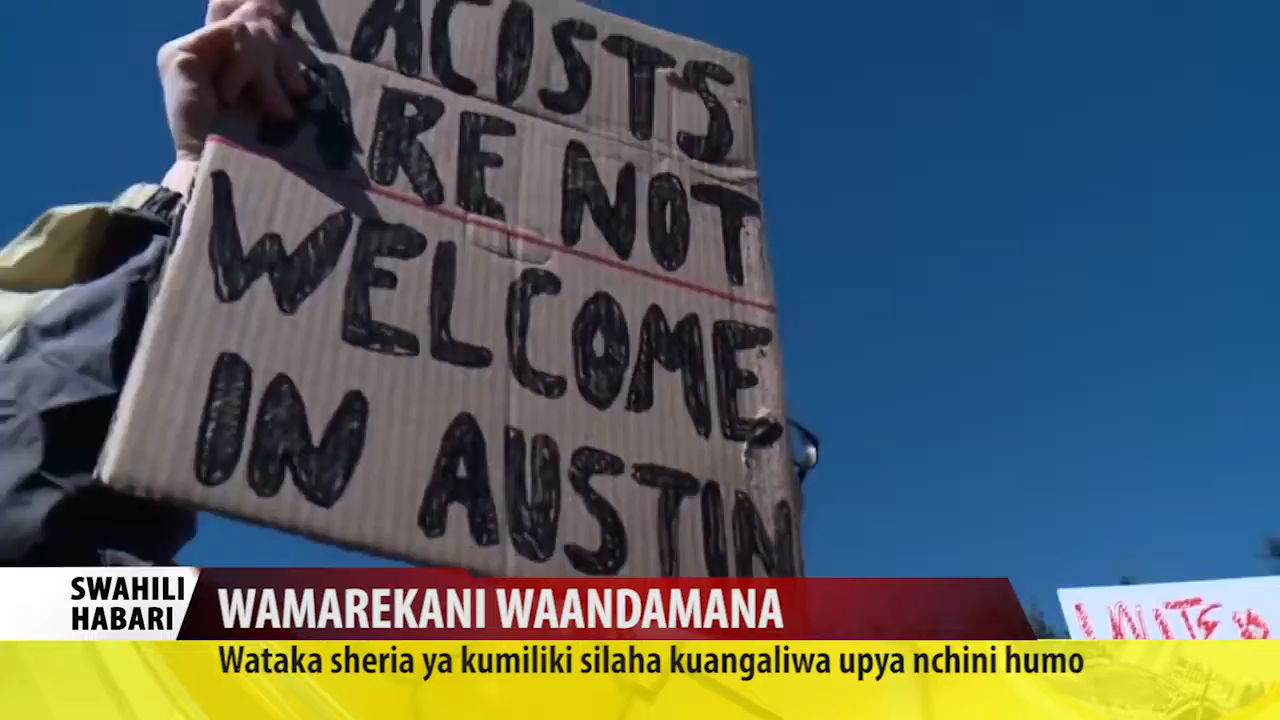 RACISTS
ARE NOT
WELCOME
IN AUSTIN
UNITED
SWAHILI
HABARI
WAMAREKANI WAANDAMANA
Wataka sheria ya kumiliki silaha kuangaliwa upya nchini humo